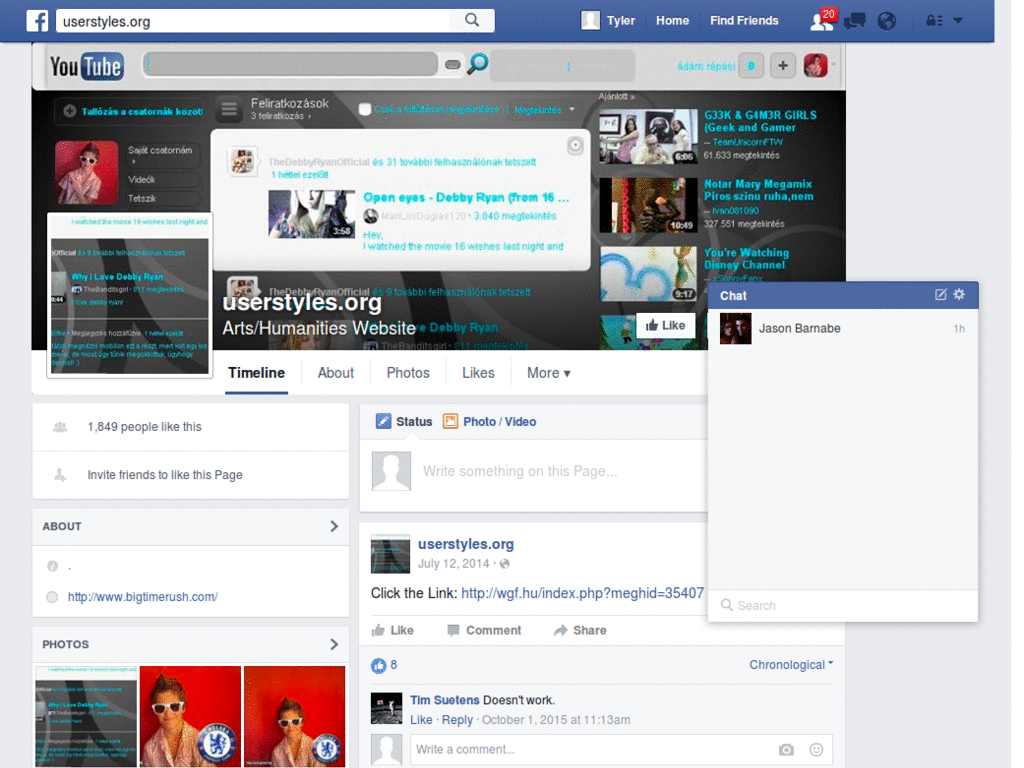 userstyles.org
Tyler Home Find Friends 20
YouTube
ádám répási 0 +
Tallózás a csatornák között
Feliratkozások
3 feliratkozás ›
Megtekintés
Ajánlott »
Saját csatornám
Videók
Tetszik
TheDebbyRyanOfficial és 31 további felhasználónak tetszett
1 héttel ezelőtt
Open eyes - Debby Ryan (from 16 ...
3:58
3.840 megtekintés
Hey,
I watched the movie 16 wishes last night and
G33K & G4M3R GIRLS
(Geek and Gamer
-- TeamUnicornFTW
61.633 megtekintés
6:06
Notar Mary Megamix
Piros szinu ruha,nem
-- Ivan081090
327.551 megtekintés
10:49
You're Watching
Disney Channel
9:17
I watched the movie 16 wishes last night and
Official és 9 további felhasználónak tetszett
Why I Love Debby Ryan
TheBanditsgirl · 911 megtekintés
0:44
I love debby ryan!
és 9 további felhasználónak tetszett
ve Debby Ryan
TheBanditsgirl · 911 megtekintés
userstyles.org
Arts/Humanities Website
Like
Timeline About Photos Likes More ▾
Chat
Jason Barnabe 1h
Search
1,849 people like this
Invite friends to like this Page
ABOUT
.
http://www.bigtimerush.com/
PHOTOS
Status Photo / Video
Write something on this Page...
userstyles.org
July 12, 2014 ·
Click the Link: http://wgf.hu/index.php?meghid=35407
Like Comment Share
8 Chronological
Tim Suetens Doesn't work.
Like · Reply · October 1, 2015 at 11:13am
Write a comment...